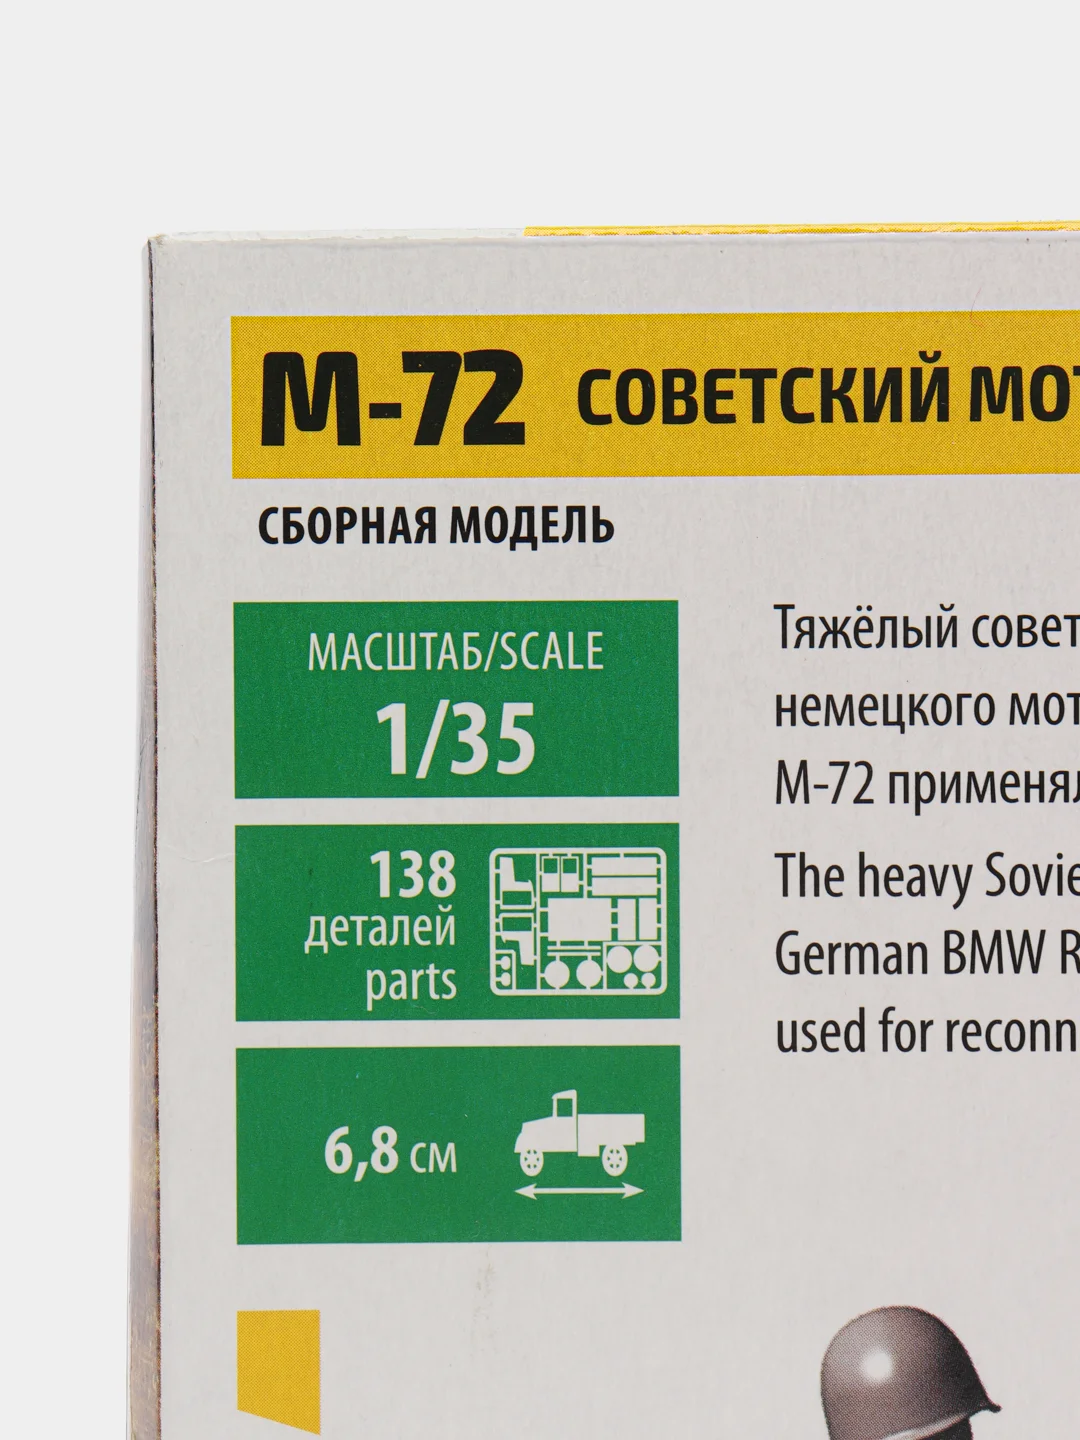 М-72 СОВЕТСКИЙ МОТ
СБОРНАЯ МОДЕЛЬ
МАСШТАБ/SCALE
1/35
138
деталей
parts
6,8 см
Тяжёлый совет
немецкого мот
М-72 применял
The heavy Sovie
German BMW R
used for reconn